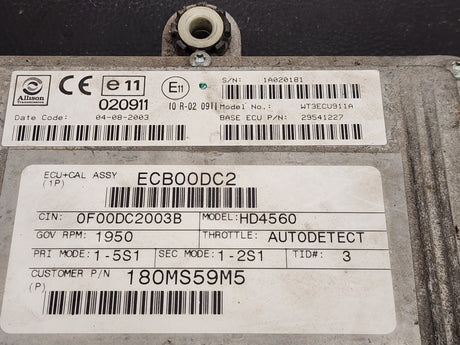 Allison
Transmission
CE
e 11
020911
E11
10 R-02 0911
S/N: 1A020181
Model No.: WT3ECU911A
Date Code: 04-08-2003
BASE ECU P/N: 29541227
ECU+CAL ASSY ECB00DC2
(1P)
CIN: 0F00DC2003B MODEL: HD4560
GOV RPM: 1950 THROTTLE: AUTODETECT
PRI MODE: 1-5S1 SEC MODE: 1-2S1 TID#: 3
CUSTOMER P/N 180MS59M5
(P)